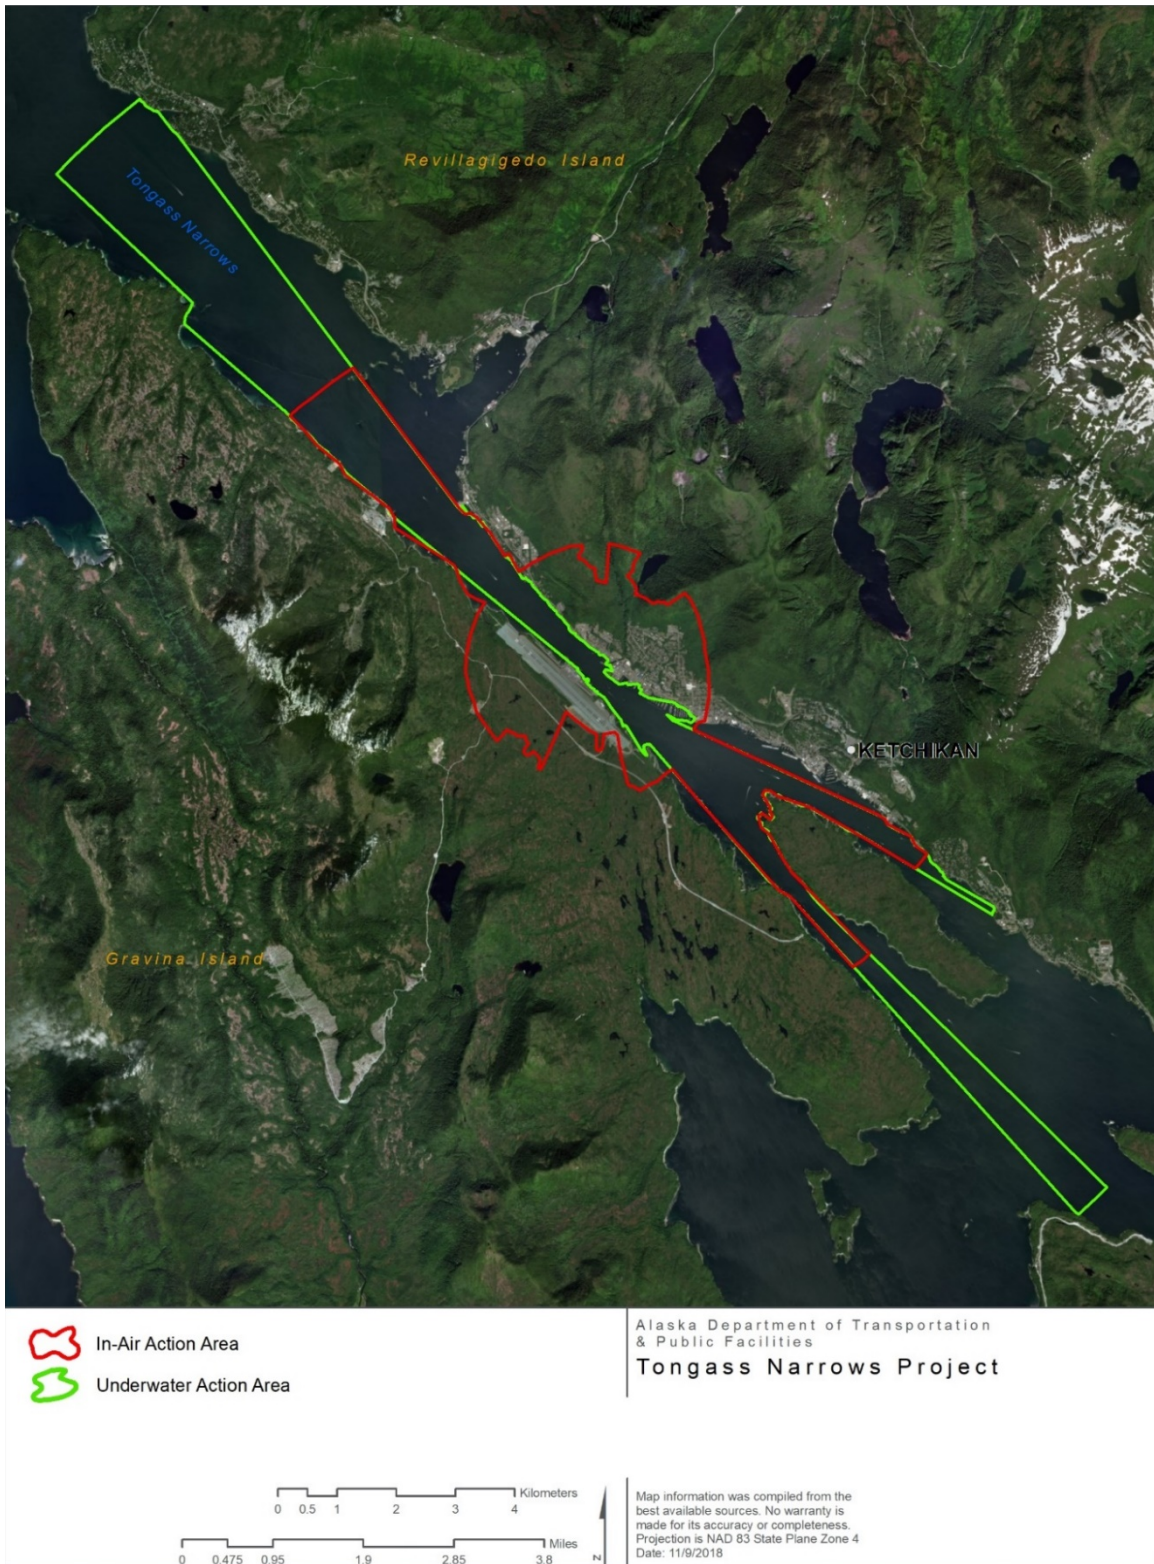 Revillagigedo Island
Tongass Narrows
KETCHIKAN
Gravina Island
In-Air Action Area
Underwater Action Area
Alaska Department of Transportation
& Public Facilities
Tongass Narrows Project
Kilometers
0 0.5 1 2 3 4
Miles
0 0.475 0.95 1.9 2.85 3.8
N
Map information was compiled from the
best available sources. No warranty is
made for its accuracy or completeness.
Projection is NAD 83 State Plane Zone 4
Date: 11/9/2018